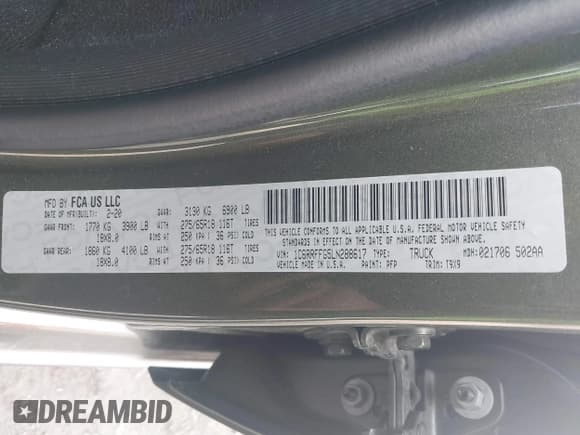 MFD BY FCA US LLC
DATE OF MFR(BUILT): 2-20 GVWR: 3130 KG 6900 LB
GAWR FRONT: 1770 KG 3900 LB WITH 275/65R18 116T TIRES
18X8.0 RIMS AT 250 KPA ( 36 PSI) COLD
GAWR REAR: 1860 KG 4100 LB WITH 275/65R18 116T TIRES
18X8.0 RIMS AT 250 KPA ( 36 PSI) COLD
THIS VEHICLE CONFORMS TO ALL APPLICABLE U.S.A. FEDERAL MOTOR VEHICLE SAFETY
STANDARDS IN EFFECT ON THE DATE OF MANUFACTURE SHOWN ABOVE.
VIN: 1C6RRFFG5LN288617 TYPE: TRUCK MDH: 021706 502AA
VEHICLE MADE IN U.S.A. PAINT: PFP TRIM: T9X9
DREAMBID